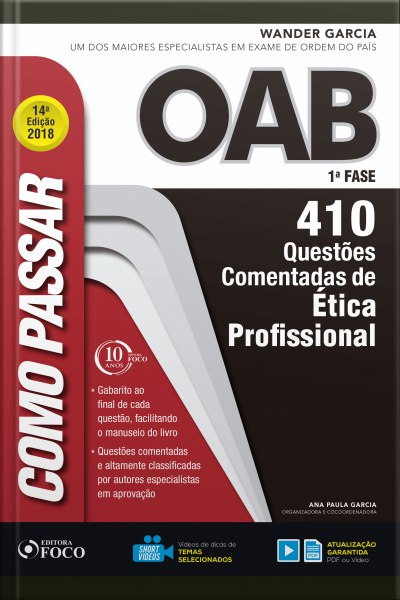 WANDER GARCIA
UM DOS MAIORES ESPECIALISTAS EM EXAME DE ORDEM DO PAÍS
OAB
1ª FASE
14ª
Edição
2018
COMO PASSAR
410
Questões
Comentadas de
Ética
Profissional
10
ANOS
EDITORA
FOCO
* Gabarito ao
final de cada
questão, facilitando
o manuseio do livro
* Questões comentadas
e altamente classificadas
por autores especialistas
em aprovação
ANA PAULA GARCIA
ORGANIZADORA E COCOORDENADORA
EDITORA
FOCO
SHORT
VIDEOS
Vídeos de dicas de
TEMAS
SELECIONADOS
PDF
ATUALIZAÇÃO
GARANTIDA
PDF ou Vídeo